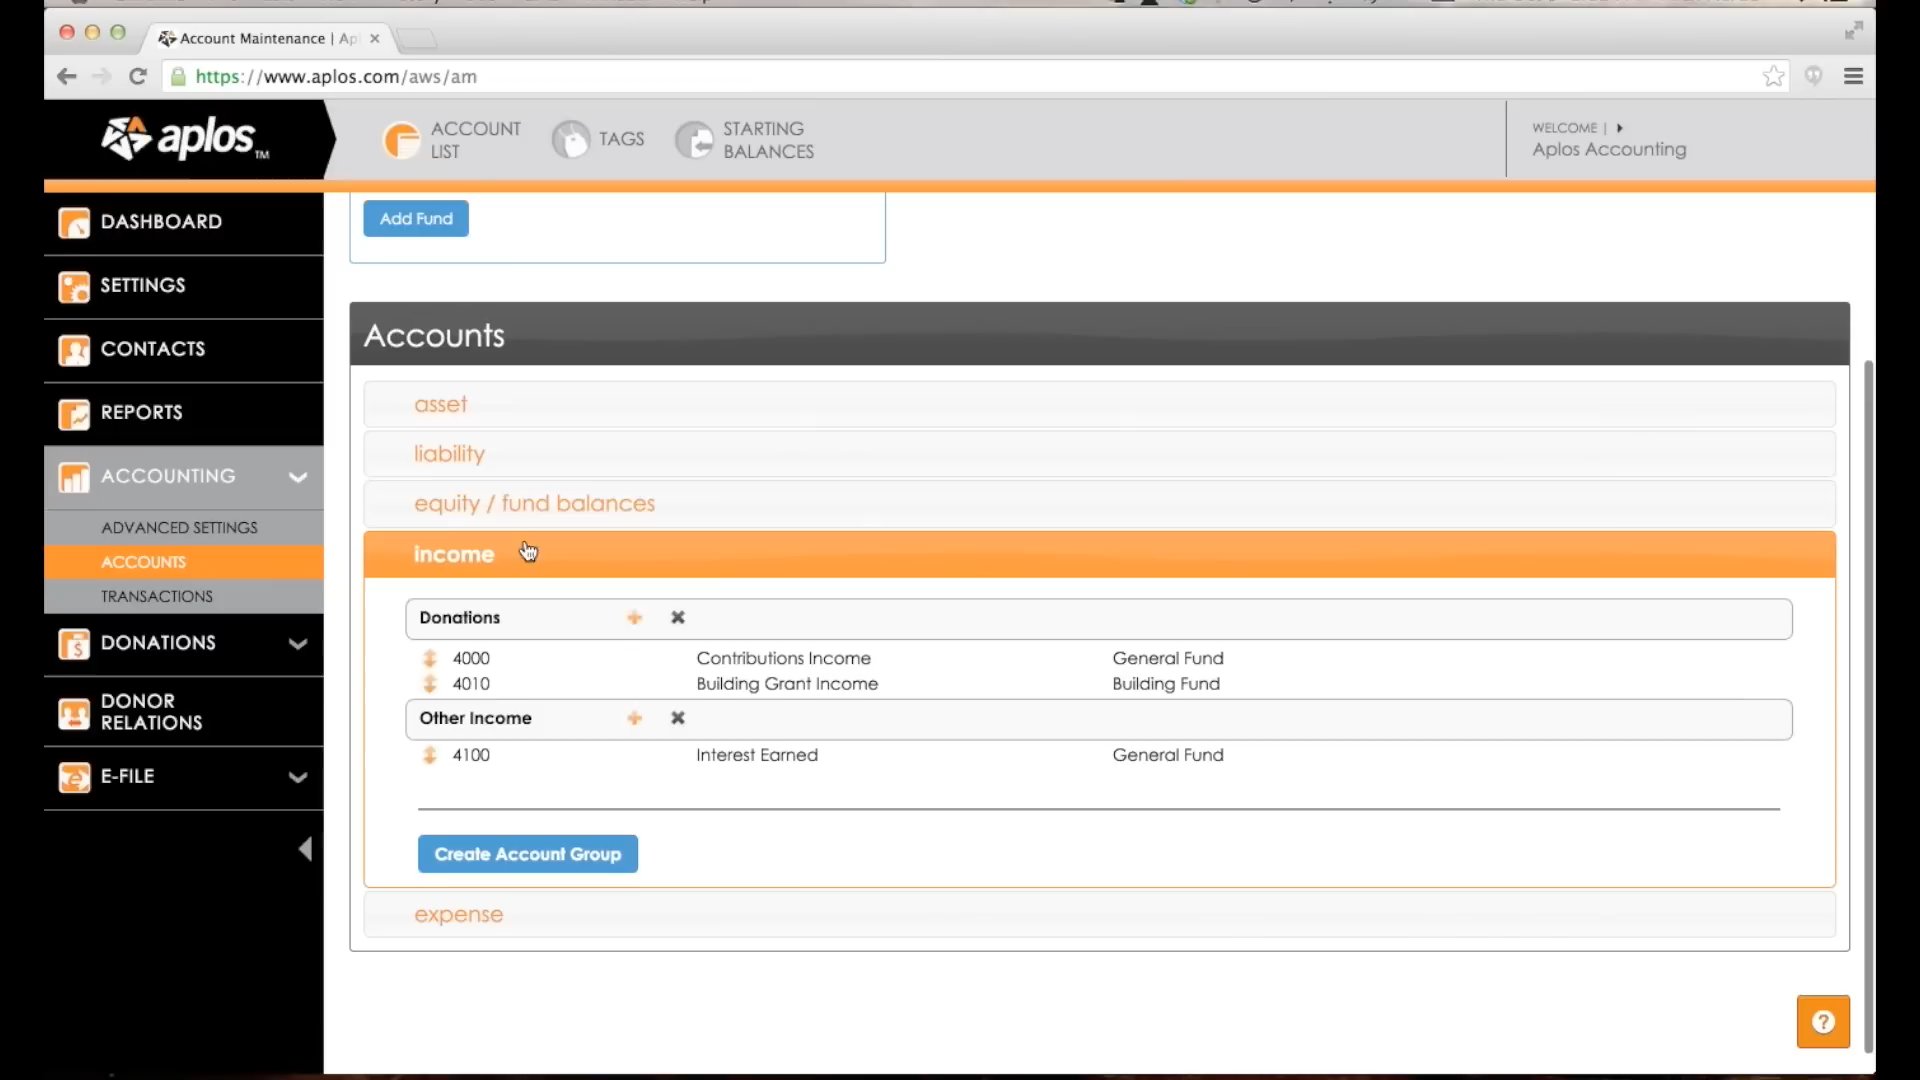 Account Maintenance | Apl
https://www.aplos.com/aws/am
aplos™
ACCOUNT
LIST
TAGS
STARTING
BALANCES
WELCOME |
Aplos Accounting
DASHBOARD
SETTINGS
CONTACTS
REPORTS
ACCOUNTING
ADVANCED SETTINGS
ACCOUNTS
TRANSACTIONS
DONATIONS
DONOR
RELATIONS
E-FILE
Add Fund
Accounts
asset
liability
equity / fund balances
income
Donations
4000 Contributions Income General Fund
4010 Building Grant Income Building Fund
Other Income
4100 Interest Earned General Fund
Create Account Group
expense
?